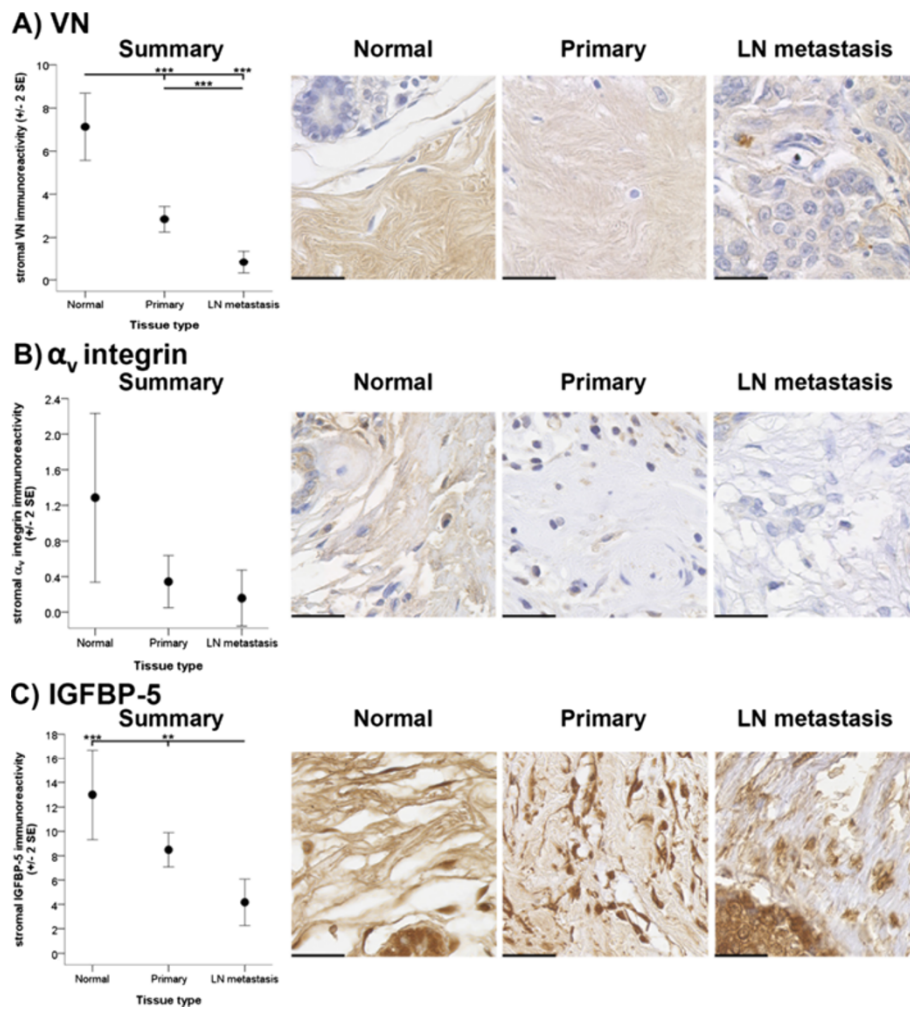 A) VN
Summary
Normal
Primary
LN metastasis
stromal VN immunoreactivity (+/- 2 SE)
10
8
6
4
2
0
***
***
***
Normal
Primary
LN metastasis
Tissue type
B) αv integrin
Summary
Normal
Primary
LN metastasis
stromal αv integrin immunoreactivity
(+/- 2 SE)
2.4
2.0
1.6
1.2
0.8
0.4
0.0
Normal
Primary
LN metastasis
Tissue type
C) IGFBP-5
Summary
Normal
Primary
LN metastasis
stromal IGFBP-5 immunoreactivity
(+/- 2 SE)
18
16
14
12
10
8
6
4
2
0
***
**
Normal
Primary
LN metastasis
Tissue type